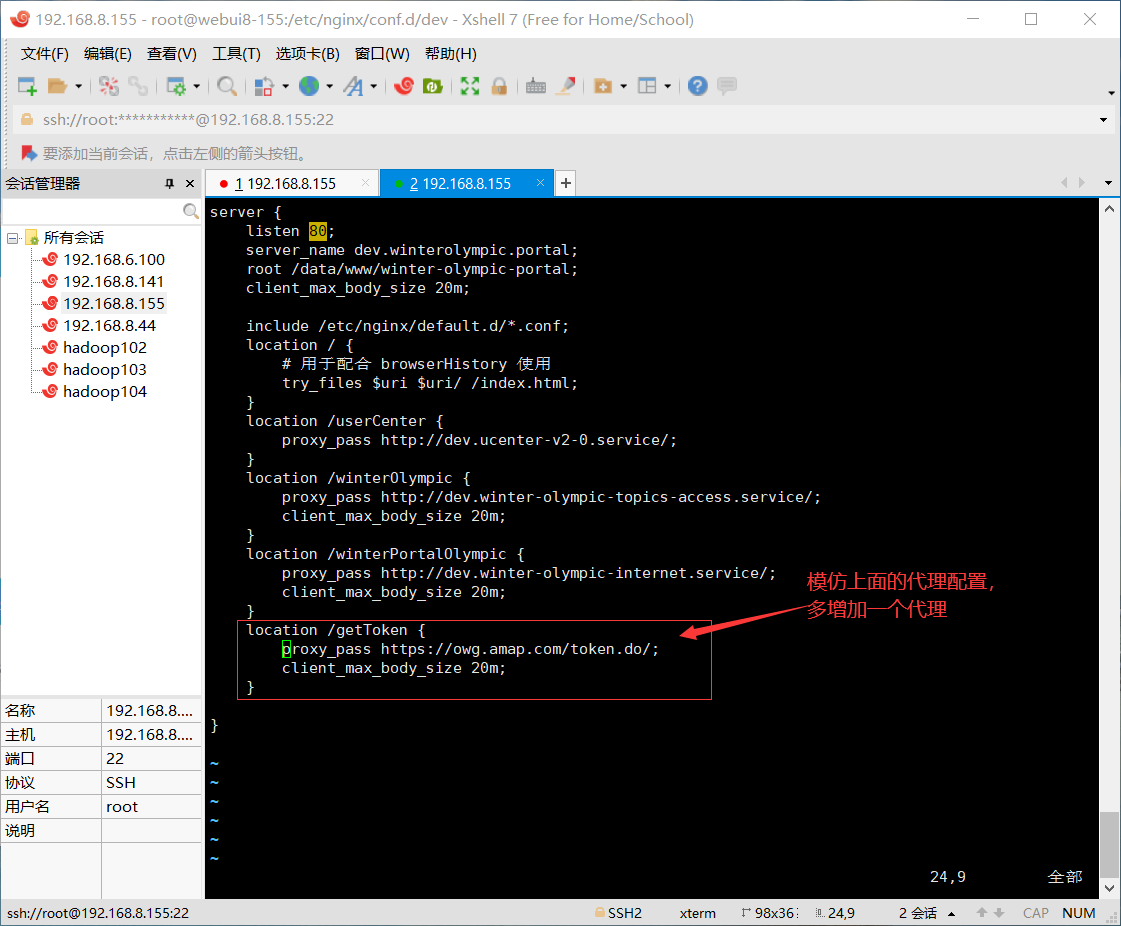 192.168.8.155 - root@webui8-155:/etc/nginx/conf.d/dev - Xshell 7 (Free for Home/School)
文件(F) 编辑(E) 查看(V) 工具(T) 选项卡(B) 窗口(W) 帮助(H)
ssh://root:***********@192.168.8.155:22
要添加当前会话，点击左侧的箭头按钮。
会话管理器
1 192.168.8.155
2 192.168.8.155
所有会话
192.168.6.100
192.168.8.141
192.168.8.155
192.168.8.44
hadoop102
hadoop103
hadoop104
名称 192.168.8....
主机 192.168.8....
端口 22
协议 SSH
用户名 root
说明
server {
listen 80;
server_name dev.winterolympic.portal;
root /data/www/winter-olympic-portal;
client_max_body_size 20m;
include /etc/nginx/default.d/*.conf;
location / {
# 用于配合 browserHistory 使用
try_files $uri $uri/ /index.html;
}
location /userCenter {
proxy_pass http://dev.ucenter-v2-0.service/;
}
location /winterOlympic {
proxy_pass http://dev.winter-olympic-topics-access.service/;
client_max_body_size 20m;
}
location /winterPortalOlympic {
proxy_pass http://dev.winter-olympic-internet.service/;
client_max_body_size 20m;
}
location /getToken {
proxy_pass https://owg.amap.com/token.do/;
client_max_body_size 20m;
}
}
~
~
~
~
~
~
模仿上面的代理配置，
多增加一个代理
24,9 全部
ssh://root@192.168.8.155:22 SSH2 xterm 98x36 24,9 2 会话 CAP NUM